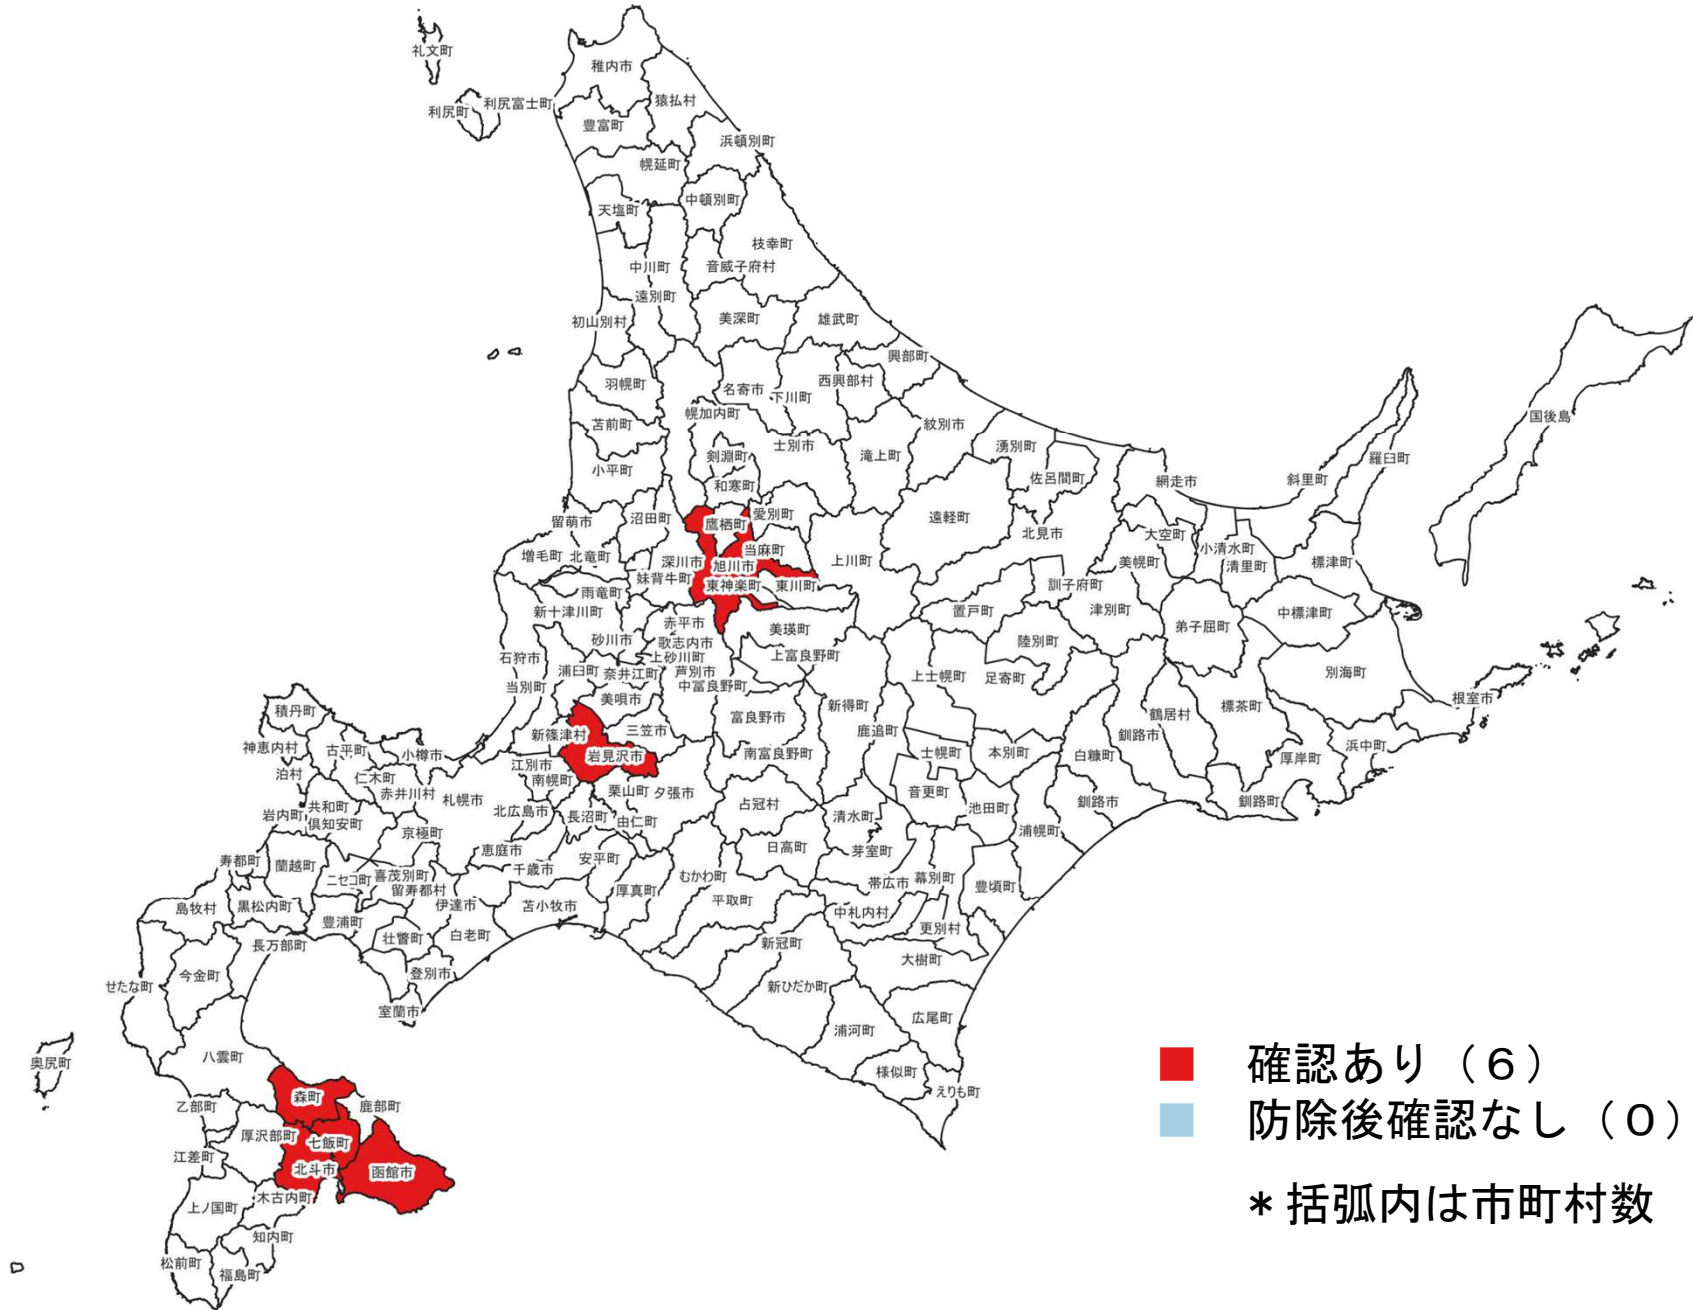 礼文町
稚内市
利尻町
利尻富士町
猿払村
豊富町
浜頓別町
幌延町
中頓別町
天塩町
枝幸町
中川町
音威子府村
遠別町
初山別村
美深町
雄武町
興部町
羽幌町
名寄市
下川町
西興部村
幌加内町
苫前町
紋別市
国後島
士別市
剣淵町
滝上町
湧別町
羅臼町
小平町
佐呂間町
網走市
斜里町
和寒町
愛別町
留萌市
沼田町
鷹栖町
遠軽町
北見市
大空町
増毛町
北竜町
深川市
当麻町
旭川市
上川町
美幌町
小清水町
清里町
標津町
妹背牛町
東神楽町
東川町
訓子府町
雨竜町
新十津川町
置戸町
津別町
中標津町
赤平市
美瑛町
弟子屈町
砂川市
歌志内市
陸別町
石狩市
上砂川町
上富良野町
浦臼町
奈井江町
芦別市
上士幌町
足寄町
別海町
当別町
中富良野町
美唄市
根室市
積丹町
新篠津村
三笠市
富良野市
新得町
鹿追町
鶴居村
標茶町
釧路市
神恵内村
古平町
小樽市
岩見沢市
南富良野町
士幌町
本別町
白糠町
浜中町
泊村
仁木町
江別市
南幌町
厚岸町
赤井川村
札幌市
栗山町
夕張市
占冠村
音更町
池田町
釧路市
釧路町
共和町
岩内町
倶知安町
京極町
北広島市
長沼町
由仁町
清水町
浦幌町
寿都町
蘭越町
恵庭市
千歳市
安平町
日高町
芽室町
ニセコ町
喜茂別町
留寿都村
むかわ町
帯広市
幕別町
豊頃町
島牧村
黒松内町
豊浦町
伊達市
苫小牧市
厚真町
平取町
中札内村
更別村
長万部町
壮瞥町
白老町
新冠町
大樹町
せたな町
今金町
登別市
新ひだか町
室蘭市
浦河町
広尾町
八雲町
奥尻町
様似町
えりも町
森町
乙部町
鹿部町
厚沢部町
七飯町
江差町
北斗市
函館市
上ノ国町
木古内町
知内町
松前町
福島町
確認あり（６）
防除後確認なし（０）
＊括弧内は市町村数